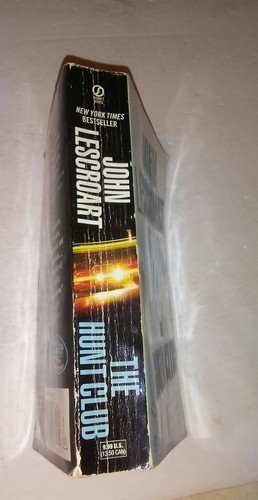 NEW YORK TIMES
BESTSELLER
JOHN
LESCROART
THE
HUNT CLUB
9.99 U.S.
(13.50 CAN)